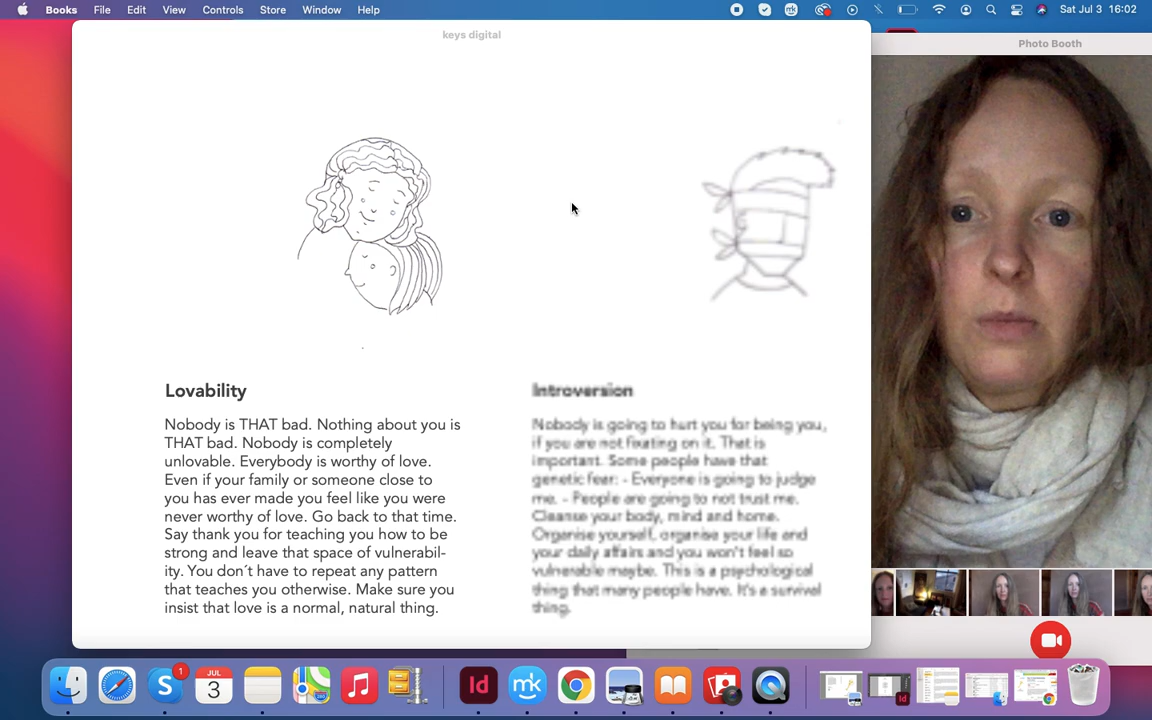 Books File Edit View Controls Store Window Help
Sat Jul 3 16:02
keys digital
Photo Booth
Lovability
Nobody is THAT bad. Nothing about you is
THAT bad. Nobody is completely
unlovable. Everybody is worthy of love.
Even if your family or someone close to
you has ever made you feel like you were
never worthy of love. Go back to that time.
Say thank you for teaching you how to be
strong and leave that space of vulnerabil-
ity. You don´t have to repeat any pattern
that teaches you otherwise. Make sure you
insist that love is a normal, natural thing.
Introversion
Nobody is going to hurt you for being you,
if you are not fixating on it. That is
important. Some people have that
genetic fear: - Everyone is going to judge
me. - People are going to not trust me.
Cleanse your body, mind and home.
Organise yourself, organise your life and
your daily affairs and you won't feel so
vulnerable maybe. This is a psychological
thing that many people have. It's a survival
thing.
1
JUL
3
Id
mk